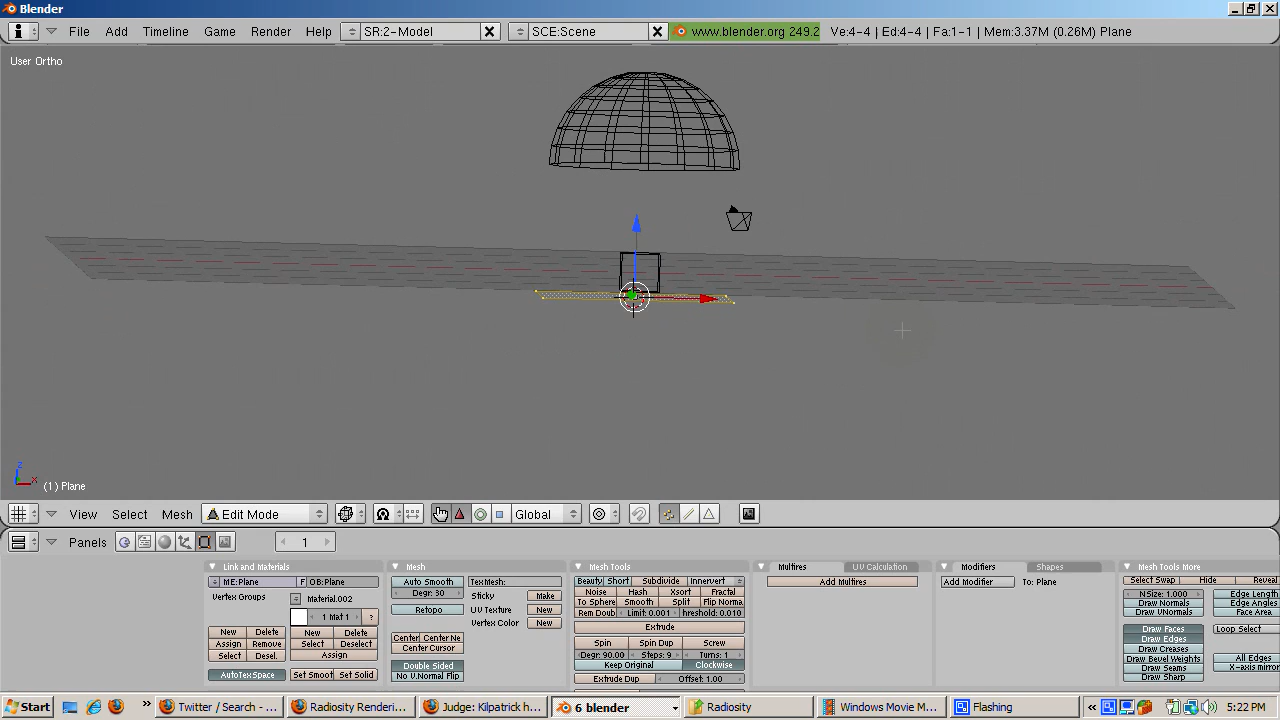 Blender
File Add Timeline Game Render Help SR:2-Model SCE:Scene www.blender.org 249.2 Ve:4-4 | Ed:4-4 | Fa:1-1 | Mem:3.37M (0.26M) Plane
User Ortho
z
x
(1) Plane
View Select Mesh Edit Mode Global
Panels 1
Link and Materials Mesh Mesh Tools Multires UV Calculation Modifiers Shapes Mesh Tools More
ME:Plane F OB:Plane Auto Smooth TexMesh: Beauty Short Subdivide Innervert Add Multires Add Modifier To: Plane Select Swap Hide Reveal
Vertex Groups Material.002 Degr: 30 Sticky Make Noise Hash Xsort Fractal NSize: 1.000 Edge Length
1 Mat 1 ? Retopo UV Texture New To Sphere Smooth Split Flip Norma Draw Normals Edge Angles
Vertex Color New Rem Doub Limit: 0.001 hreshold: 0.010 Draw VNormals Face Area
New Delete New Delete Center Center Ne Extrude Draw Faces Loop Select
Assign Remove Select Deselect Center Cursor Spin Spin Dup Screw Draw Edges
Select Desel. Assign Degr: 90.00 Steps: 9 Turns: 1 Draw Creases
Double Sided Keep Original Clockwise Draw Bevel Weights All Edges
AutoTexSpace Set Smoot Set Solid No V.Normal Flip Extrude Dup Offset: 1.00 Draw Seams X-axis mirror
Draw Sharp
Start Twitter / Search - ... Radiosity Renderi... Judge: Kilpatrick h... 6 blender Radiosity Windows Movie M... Flashing 5:22 PM